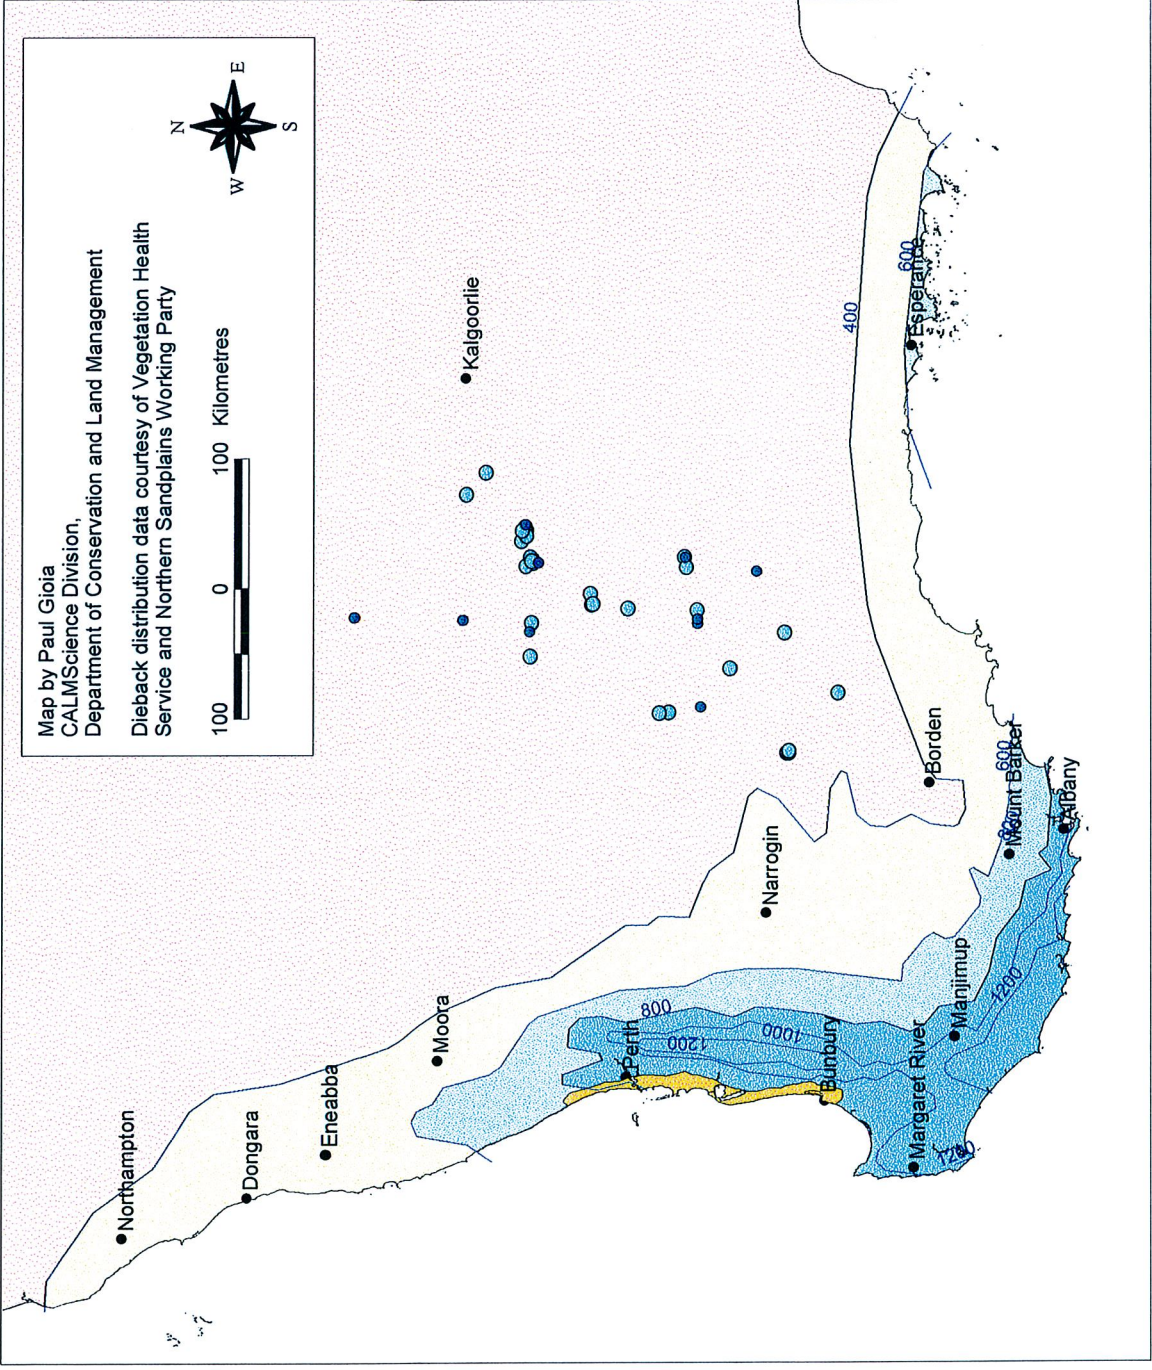 Map by Paul Gioia
CALMScience Division,
Department of Conservation and Land Management
Dieback distribution data courtesy of Vegetation Health
Service and Northern Sandplains Working Party
100 0 100 Kilometres
N
W E
S
Northampton
Dongara
Eneabba
Moora
Kalgoorlie
Perth
800
1200
1000
Narrogin
Bunbury
400
600
Esperance
Borden
Margaret River
Manjimup
1200
1200
600
Mount Barker
Albany